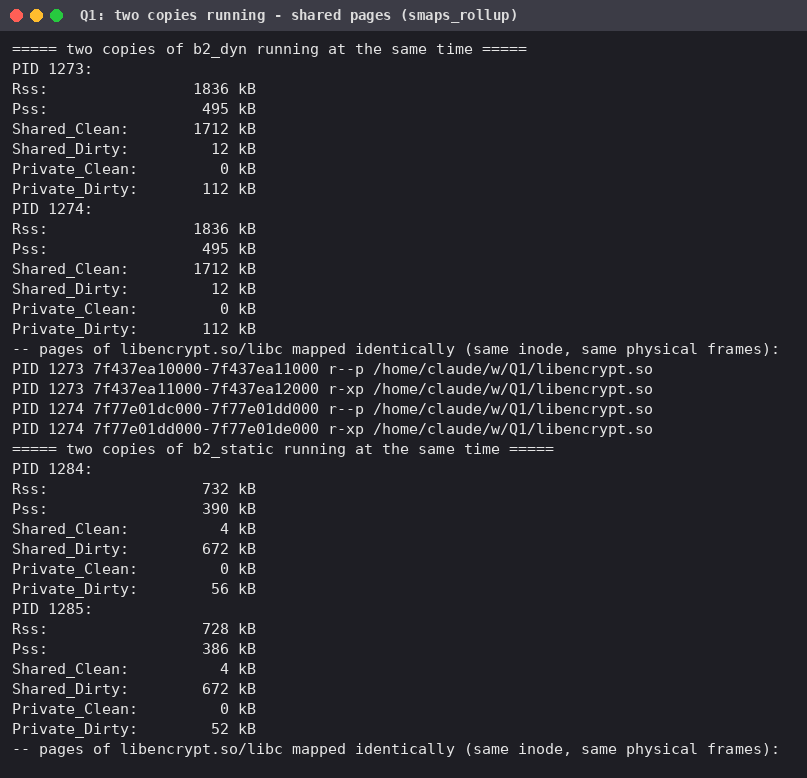 Q1: two copies running - shared pages (smaps_rollup)
===== two copies of b2_dyn running at the same time =====
PID 1273:
Rss:                1836 kB
Pss:                 495 kB
Shared_Clean:       1712 kB
Shared_Dirty:         12 kB
Private_Clean:         0 kB
Private_Dirty:       112 kB
PID 1274:
Rss:                1836 kB
Pss:                 495 kB
Shared_Clean:       1712 kB
Shared_Dirty:         12 kB
Private_Clean:         0 kB
Private_Dirty:       112 kB
-- pages of libencrypt.so/libc mapped identically (same inode, same physical frames):
PID 1273 7f437ea10000-7f437ea11000 r--p /home/claude/w/Q1/libencrypt.so
PID 1273 7f437ea11000-7f437ea12000 r-xp /home/claude/w/Q1/libencrypt.so
PID 1274 7f77e01dc000-7f77e01dd000 r--p /home/claude/w/Q1/libencrypt.so
PID 1274 7f77e01dd000-7f77e01de000 r-xp /home/claude/w/Q1/libencrypt.so
===== two copies of b2_static running at the same time =====
PID 1284:
Rss:                 732 kB
Pss:                 390 kB
Shared_Clean:          4 kB
Shared_Dirty:        672 kB
Private_Clean:         0 kB
Private_Dirty:        56 kB
PID 1285:
Rss:                 728 kB
Pss:                 386 kB
Shared_Clean:          4 kB
Shared_Dirty:        672 kB
Private_Clean:         0 kB
Private_Dirty:        52 kB
-- pages of libencrypt.so/libc mapped identically (same inode, same physical frames):